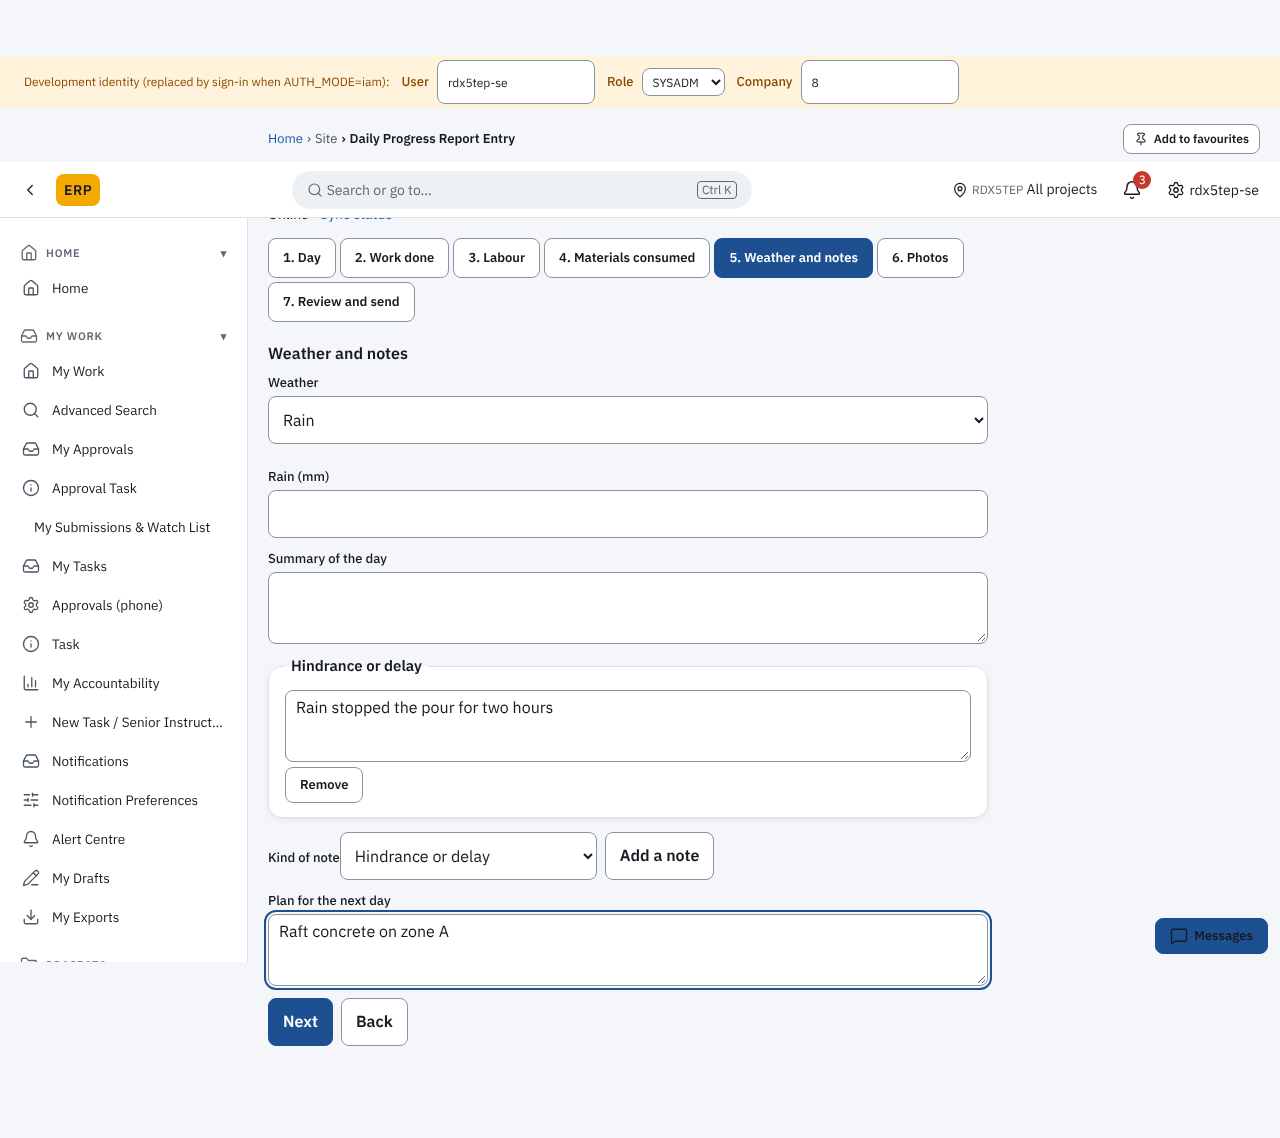 Development identity (replaced by sign-in when AUTH_MODE=iam): User rdx5tep-se Role SYSADM Company 8
Home › Site › Daily Progress Report Entry
Add to favourites
ERP
Search or go to...
Ctrl K
RDX5TEP All projects
3
rdx5tep-se
HOME
Home
MY WORK
My Work
Advanced Search
My Approvals
Approval Task
My Submissions & Watch List
My Tasks
Approvals (phone)
Task
My Accountability
New Task / Senior Instruct...
Notifications
Notification Preferences
Alert Centre
My Drafts
My Exports
1. Day
2. Work done
3. Labour
4. Materials consumed
5. Weather and notes
6. Photos
7. Review and send
Weather and notes
Weather
Rain
Rain (mm)
Summary of the day
Hindrance or delay
Rain stopped the pour for two hours
Remove
Kind of note Hindrance or delay Add a note
Plan for the next day
Raft concrete on zone A
Next Back
Messages